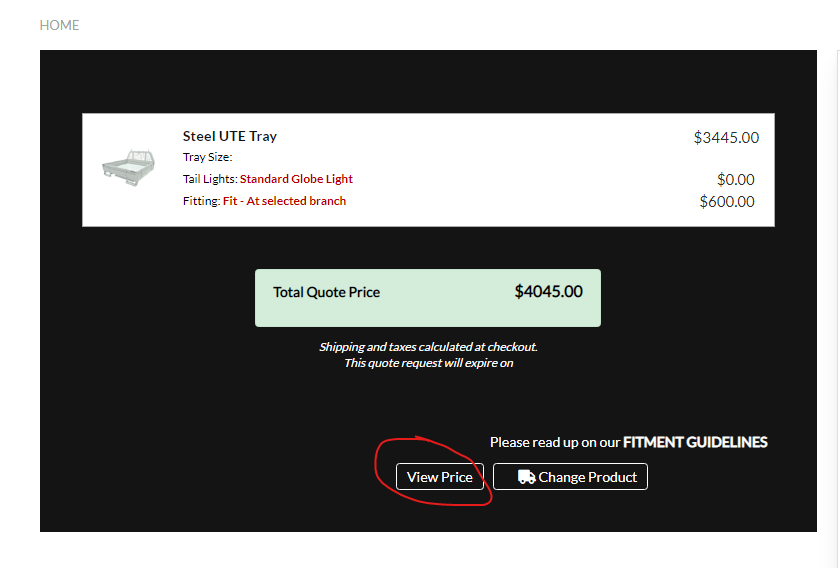 HOME
Steel UTE Tray $3445.00
Tray Size:
Tail Lights: Standard Globe Light $0.00
Fitting: Fit - At selected branch $600.00
Total Quote Price $4045.00
Shipping and taxes calculated at checkout.
This quote request will expire on
Please read up on our FITMENT GUIDELINES
View Price Change Product